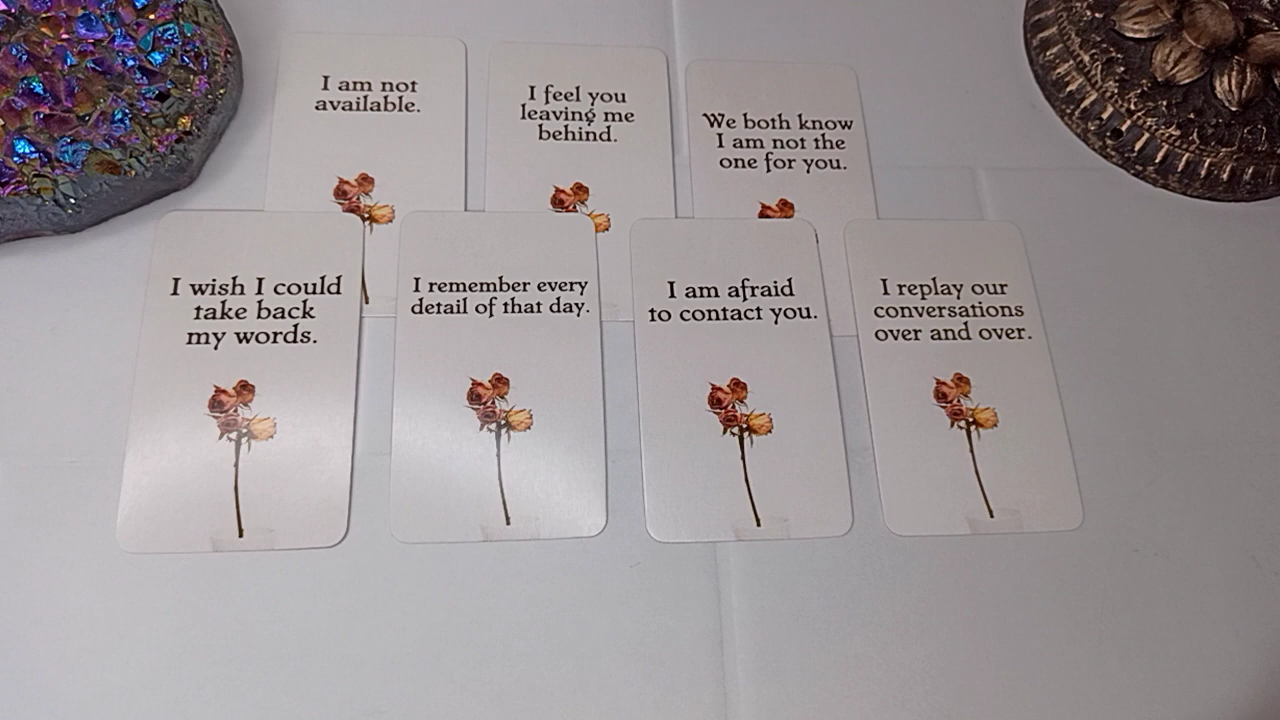 I am not
available.
I feel you
leaving me
behind.
We both know
I am not the
one for you.
I wish I could
take back
my words.
I remember every
detail of that day.
I am afraid
to contact you.
I replay our
conversations
over and over.